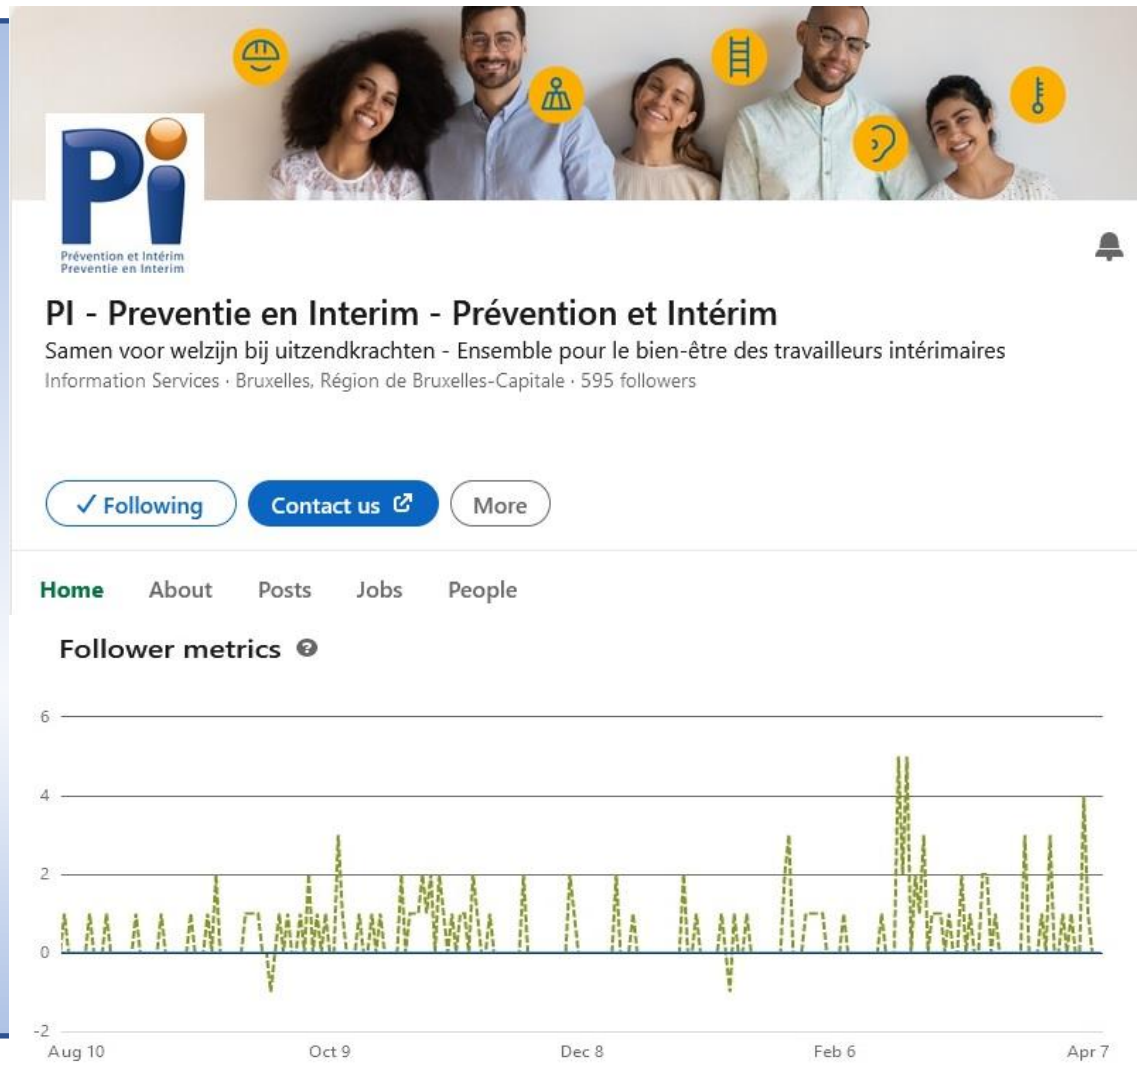 Pi
Prévention et Intérim
Preventie en Interim
PI - Preventie en Interim - Prévention et Intérim
Samen voor welzijn bij uitzendkrachten - Ensemble pour le bien-être des travailleurs intérimaires
Information Services · Bruxelles, Région de Bruxelles-Capitale · 595 followers
✓ Following Contact us More
Home About Posts Jobs People
Follower metrics ?
6
4
2
0
-2
Aug 10 Oct 9 Dec 8 Feb 6 Apr 7